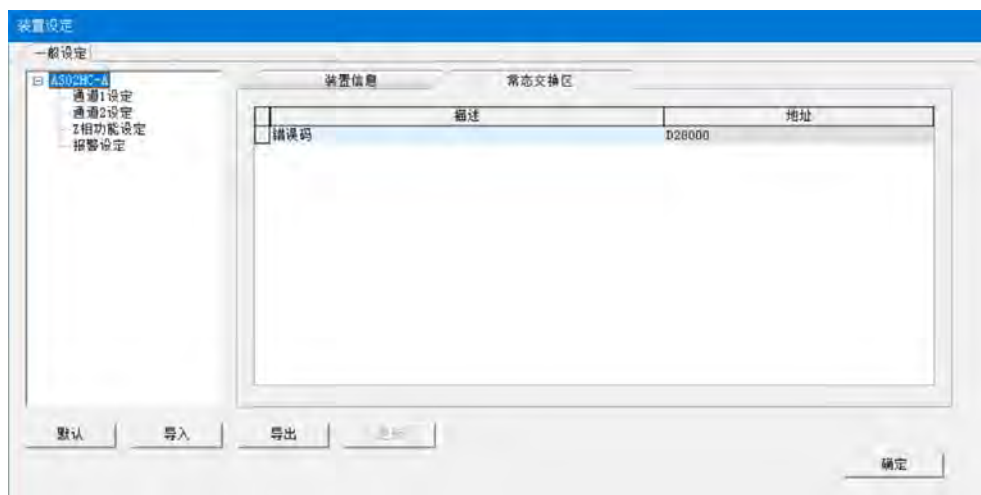 装置设定
一般设定
AS02HC-A
通道1设定
通道2设定
Z相功能设定
报警设定
装置信息 常态交换区
描述 地址
错误码 D28000
默认 导入 导出
确定